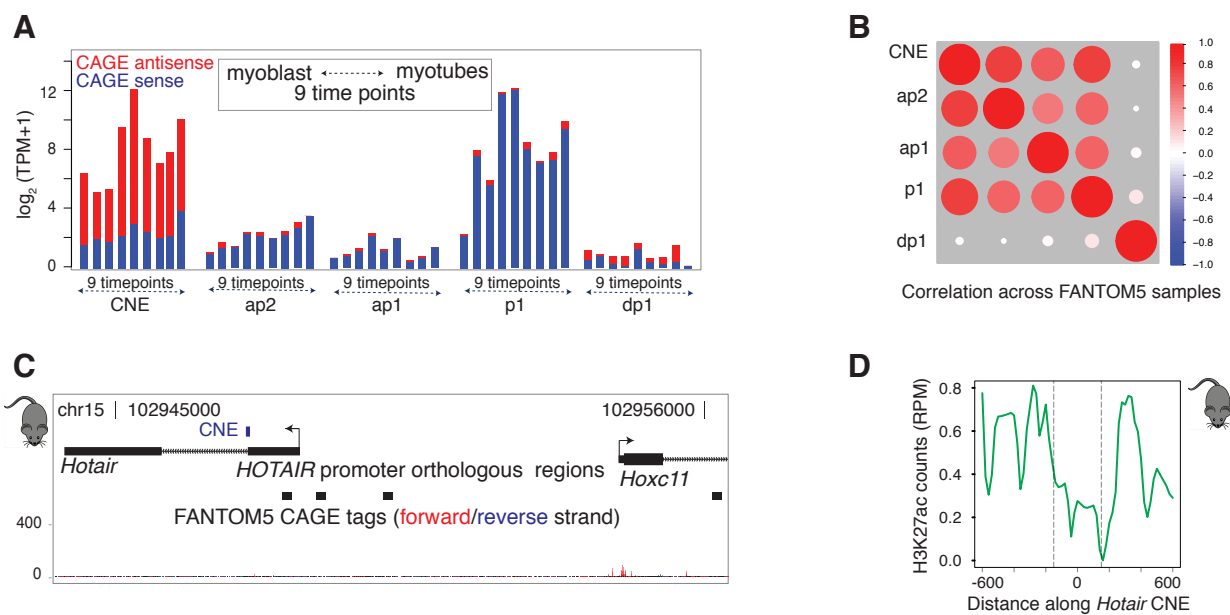 A
CAGE antisense
CAGE sense
myoblast myotubes
9 time points
log2 (TPM+1)
12
8
4
0
9 timepoints 9 timepoints 9 timepoints 9 timepoints 9 timepoints
CNE ap2 ap1 p1 dp1
B
CNE
ap2
ap1
p1
dp1
1.0
0.8
0.6
0.4
0.2
0
−0.2
−0.4
−0.6
−0.8
−1.0
Correlation across FANTOM5 samples
C
chr15 102945000 102956000
CNE
Hotair HOTAIR promoter orthologous regions Hoxc11
FANTOM5 CAGE tags (forward/reverse strand)
400
0
D
H3K27ac counts (RPM)
0.8
0.6
0.4
0.2
0.0
-600 0 600
Distance along Hotair CNE